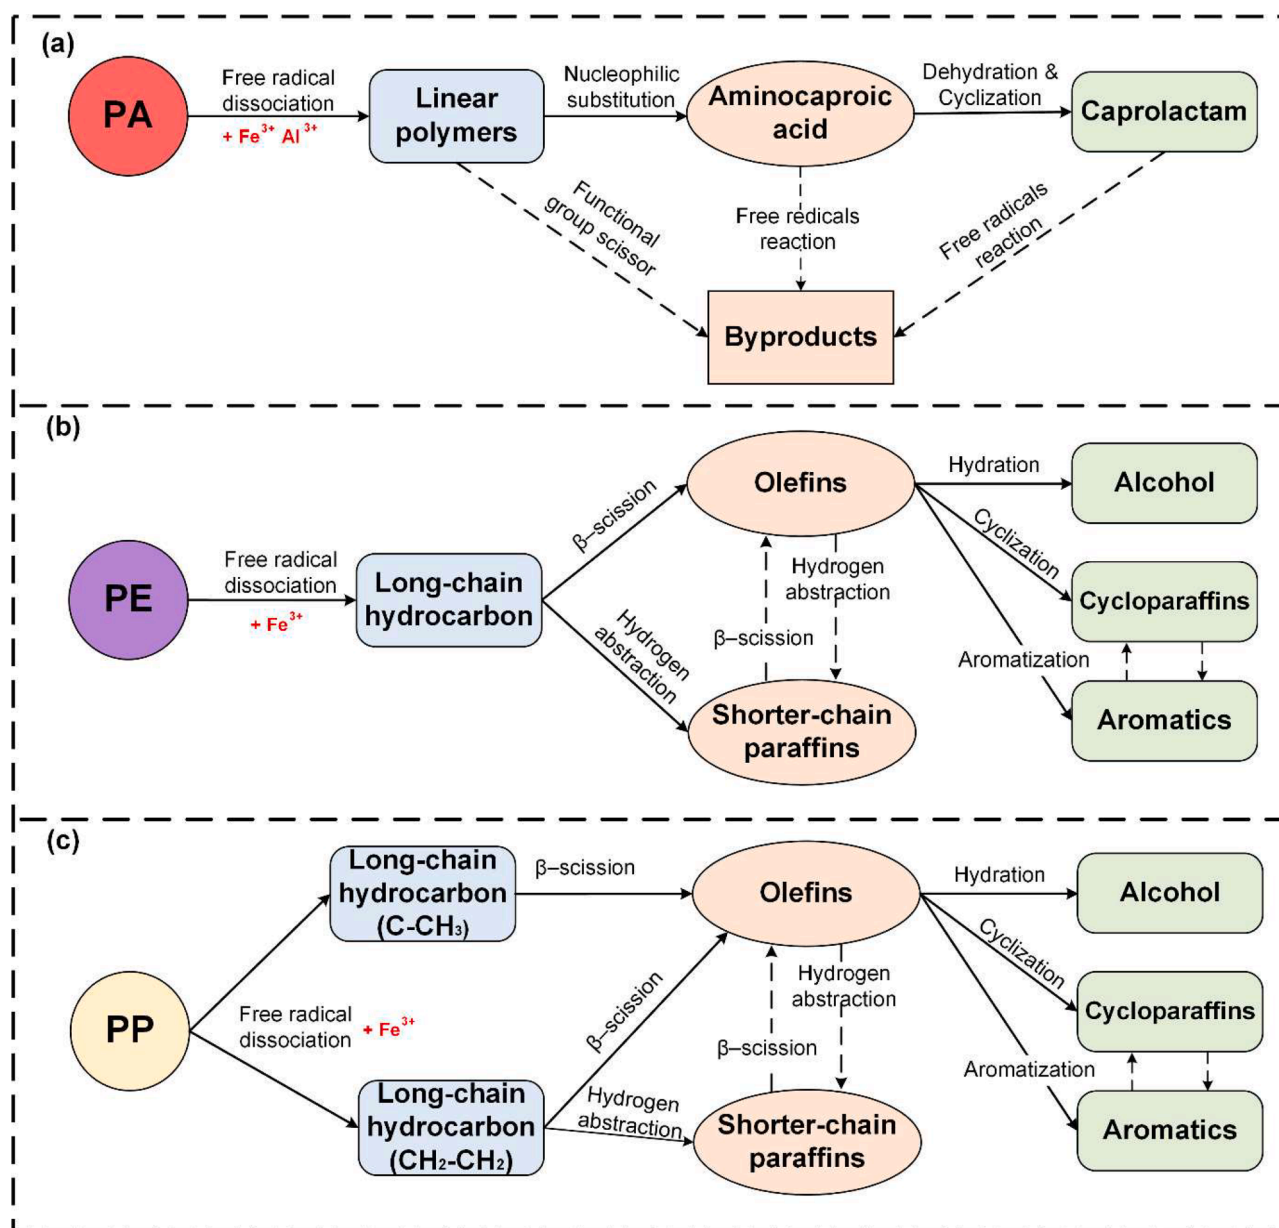 (a)
PA
Free radical
dissociation
+ Fe³⁺ Al³⁺
Linear
polymers
Nucleophilic
substitution
Aminocaproic
acid
Dehydration &
Cyclization
Caprolactam
Functional
group scissor
Free redicals
reaction
Free radicals
reaction
Byproducts
(b)
PE
Free radical
dissociation
+ Fe³⁺
Long-chain
hydrocarbon
β–scission
Hydrogen
abstraction
Olefins
Hydrogen
abstraction
β–scission
Shorter-chain
paraffins
Hydration
Cyclization
Aromatization
Alcohol
Cycloparaffins
Aromatics
(c)
PP
Free radical
dissociation
+ Fe³⁺
Long-chain
hydrocarbon
(C-CH₃)
Long-chain
hydrocarbon
(CH₂-CH₂)
β–scission
β–scission
Hydrogen
abstraction
Olefins
Hydrogen
abstraction
β–scission
Shorter-chain
paraffins
Hydration
Cyclization
Aromatization
Alcohol
Cycloparaffins
Aromatics